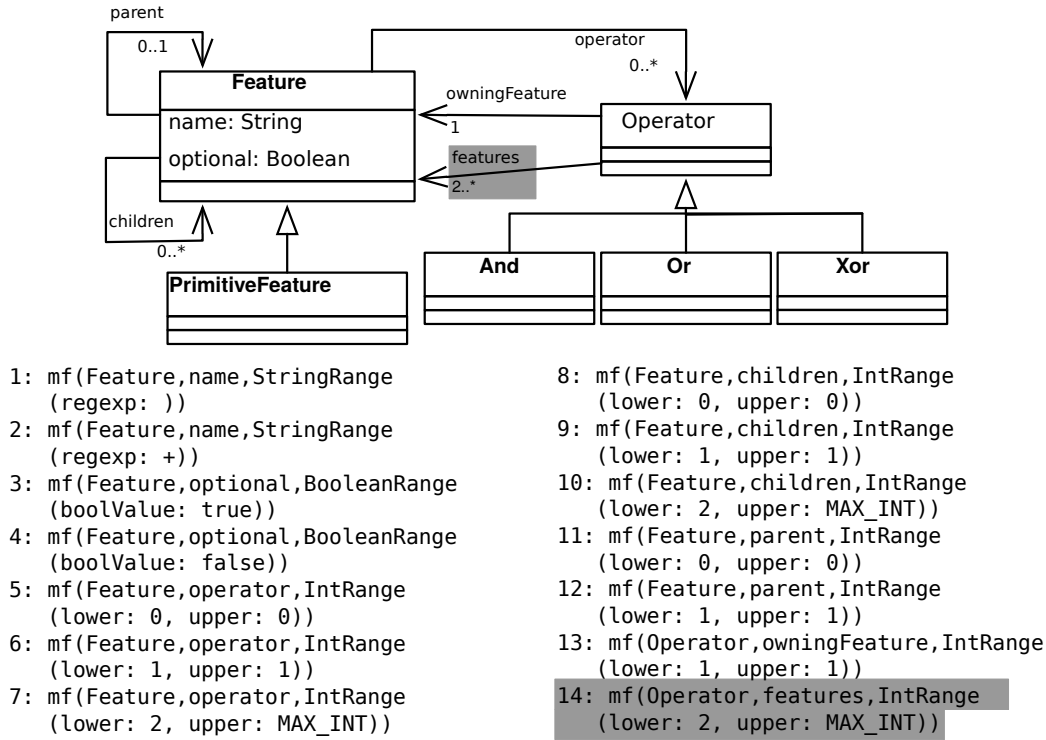 parent
0..1
operator
0..*
Feature
owningFeature
1
Operator
name: String
optional: Boolean
features
2..*
children
0..*
And
Or
Xor
PrimitiveFeature
1: mf(Feature,name,StringRange
(regexp: ))
2: mf(Feature,name,StringRange
(regexp: +))
3: mf(Feature,optional,BooleanRange
(boolValue: true))
4: mf(Feature,optional,BooleanRange
(boolValue: false))
5: mf(Feature,operator,IntRange
(lower: 0, upper: 0))
6: mf(Feature,operator,IntRange
(lower: 1, upper: 1))
7: mf(Feature,operator,IntRange
(lower: 2, upper: MAX_INT))
8: mf(Feature,children,IntRange
(lower: 0, upper: 0))
9: mf(Feature,children,IntRange
(lower: 1, upper: 1))
10: mf(Feature,children,IntRange
(lower: 2, upper: MAX_INT))
11: mf(Feature,parent,IntRange
(lower: 0, upper: 0))
12: mf(Feature,parent,IntRange
(lower: 1, upper: 1))
13: mf(Operator,owningFeature,IntRange
(lower: 1, upper: 1))
14: mf(Operator,features,IntRange
(lower: 2, upper: MAX_INT))